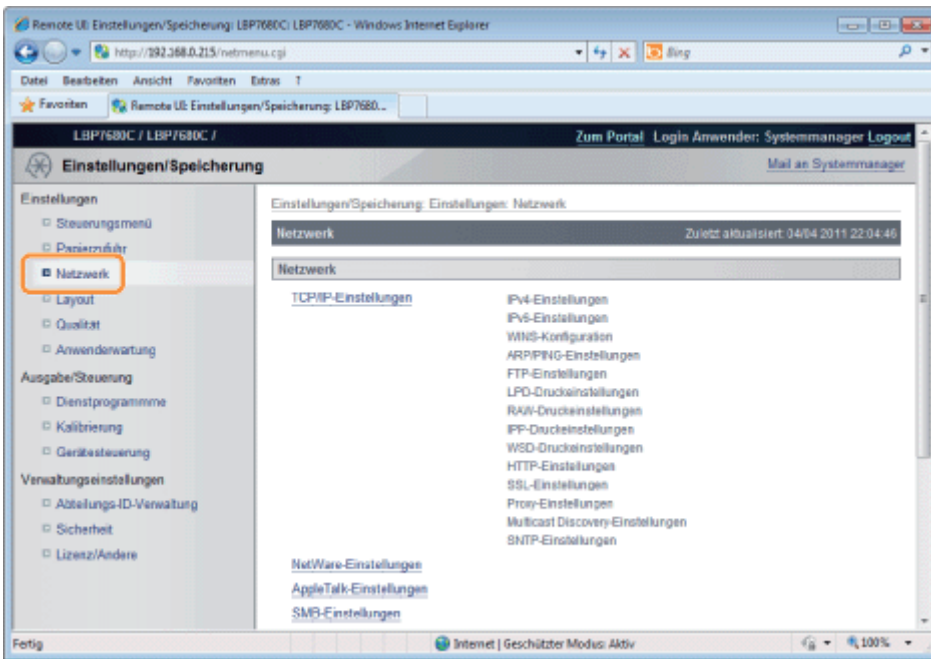 Remote UI: Einstellungen/Speicherung: LBP7680C: LBP7680C - Windows Internet Explorer
http://192.168.0.215/netmenu.cgi
Bing
Datei Bearbeiten Ansicht Favoriten Extras ?
Favoriten Remote UI: Einstellungen/Speicherung: LBP7680...
LBP7680C / LBP7680C / Zum Portal Login Anwender: Systemmanager Logout
Einstellungen/Speicherung Mail an Systemmanager
Einstellungen
Steuerungsmenü
Papierzufuhr
Netzwerk
Layout
Qualität
Anwenderwartung
Ausgabe/Steuerung
Dienstprogrammme
Kalibrierung
Gerätesteuerung
Verwaltungseinstellungen
Abteilungs-ID-Verwaltung
Sicherheit
Lizenz/Andere
Einstellungen/Speicherung: Einstellungen: Netzwerk
Netzwerk Zuletzt aktualisiert: 04/04 2011 22:04:46
Netzwerk
TCP/IP-Einstellungen
IPv4-Einstellungen
IPv6-Einstellungen
WINS-Konfiguration
ARP/PING-Einstellungen
FTP-Einstellungen
LPD-Druckeinstellungen
RAW-Druckeinstellungen
IPP-Druckeinstellungen
WSD-Druckeinstellungen
HTTP-Einstellungen
SSL-Einstellungen
Proxy-Einstellungen
Multicast Discovery-Einstellungen
SNTP-Einstellungen
NetWare-Einstellungen
AppleTalk-Einstellungen
SMB-Einstellungen
Fertig Internet | Geschützter Modus: Aktiv 100%